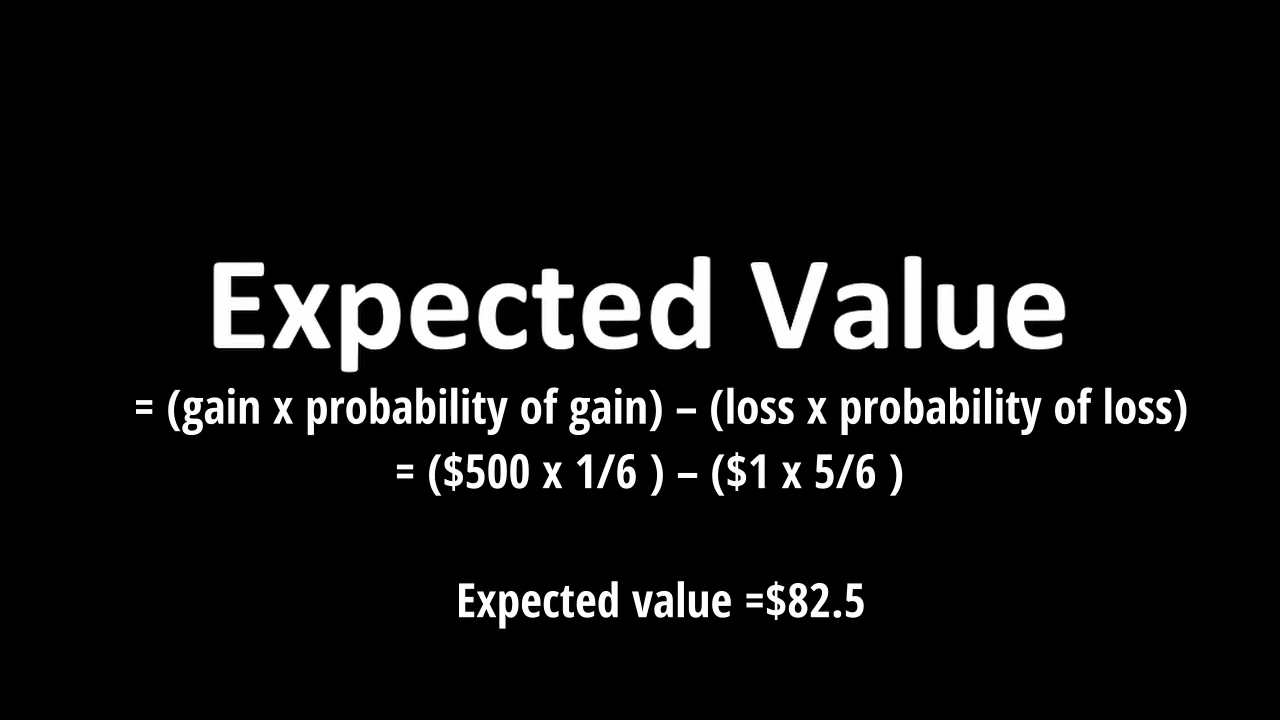 Expected Value
= (gain x probability of gain) – (loss x probability of loss)
= ($500 x 1/6 ) – ($1 x 5/6 )
Expected value =$82.5